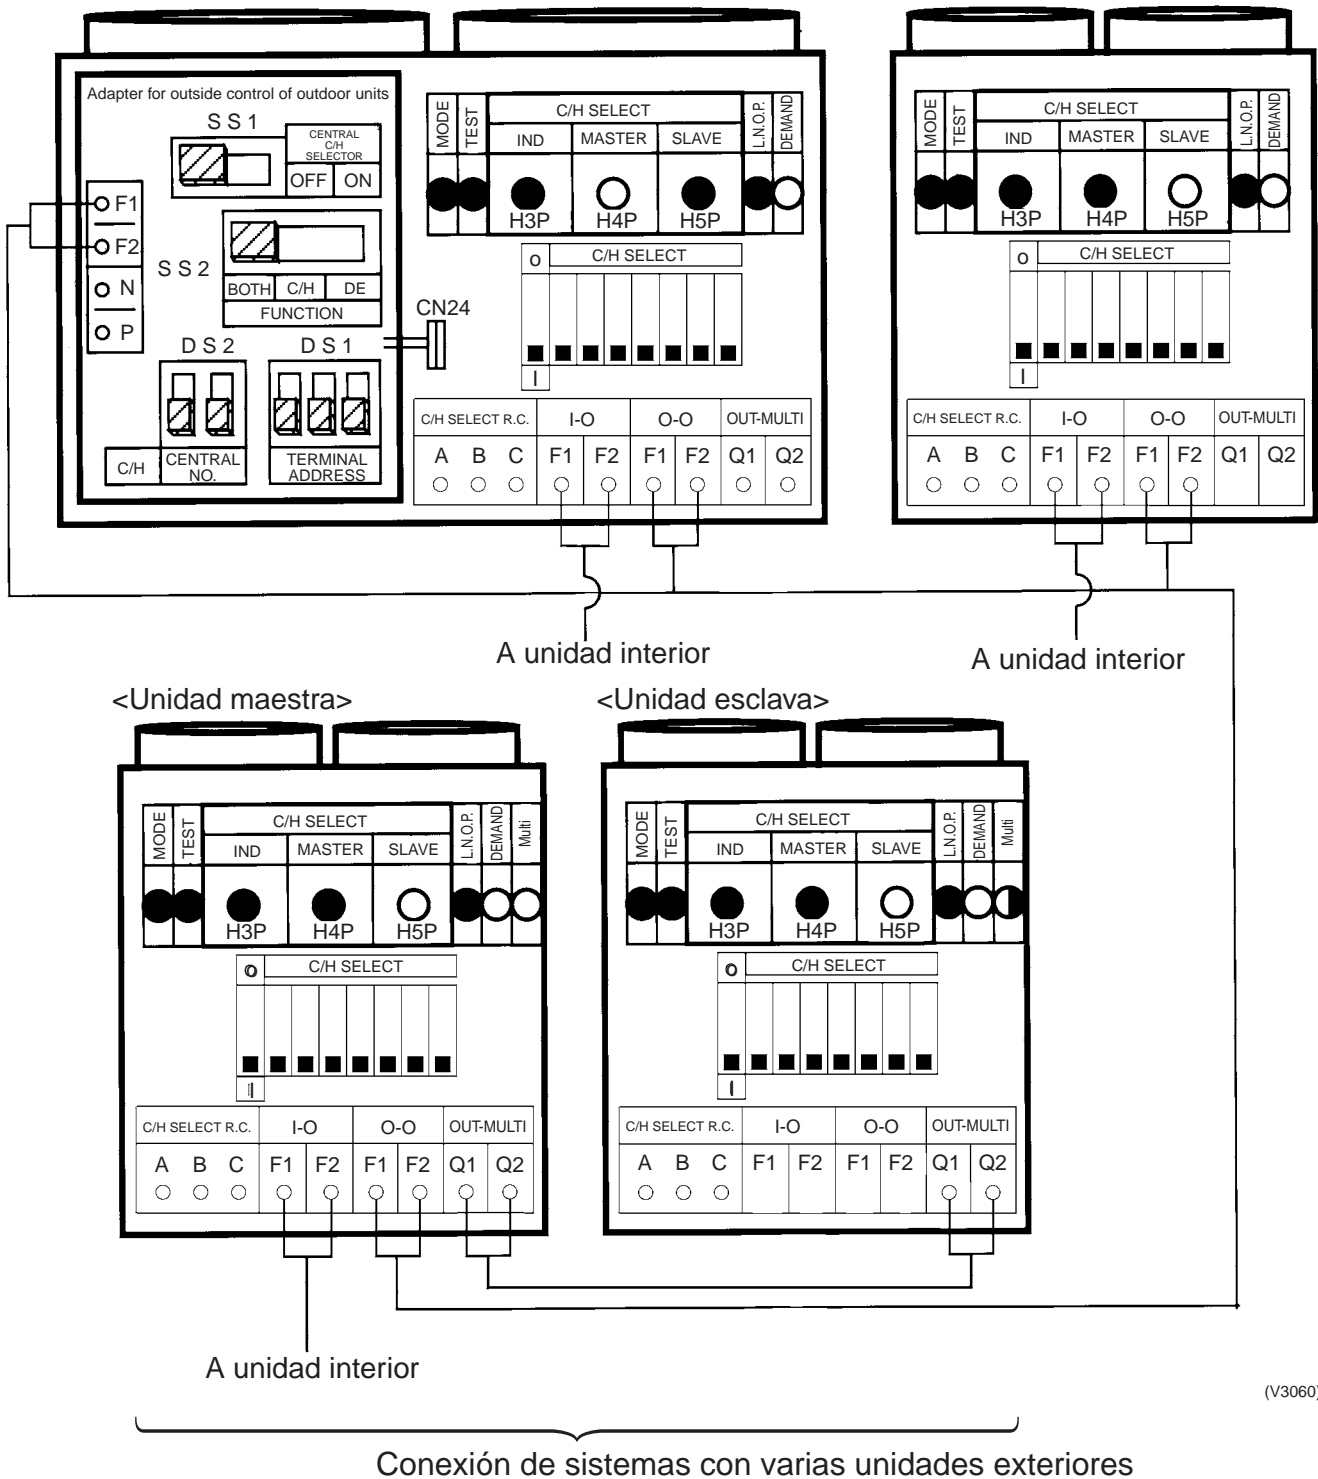 Adapter for outside control of outdoor units
S S 1
CENTRAL
C/H
SELECTOR
OFF ON
F1
F2
N
P
S S 2
BOTH C/H DE
FUNCTION
D S 2 D S 1
CN24
C/H CENTRAL NO. TERMINAL ADDRESS
MODE TEST C/H SELECT L.N.O.P. DEMAND
IND MASTER SLAVE
H3P H4P H5P
O C/H SELECT
I
C/H SELECT R.C. I-O O-O OUT-MULTI
A B C F1 F2 F1 F2 Q1 Q2
MODE TEST C/H SELECT L.N.O.P. DEMAND
IND MASTER SLAVE
H3P H4P H5P
O C/H SELECT
I
C/H SELECT R.C. I-O O-O OUT-MULTI
A B C F1 F2 F1 F2 Q1 Q2
A unidad interior
A unidad interior
<Unidad maestra>
<Unidad esclava>
MODE TEST C/H SELECT L.N.O.P. DEMAND Multi
IND MASTER SLAVE
H3P H4P H5P
O C/H SELECT
I
C/H SELECT R.C. I-O O-O OUT-MULTI
A B C F1 F2 F1 F2 Q1 Q2
MODE TEST C/H SELECT L.N.O.P. DEMAND Multi
IND MASTER SLAVE
H3P H4P H5P
O C/H SELECT
I
C/H SELECT R.C. I-O O-O OUT-MULTI
A B C F1 F2 F1 F2 Q1 Q2
A unidad interior
(V3060)
Conexión de sistemas con varias unidades exteriores